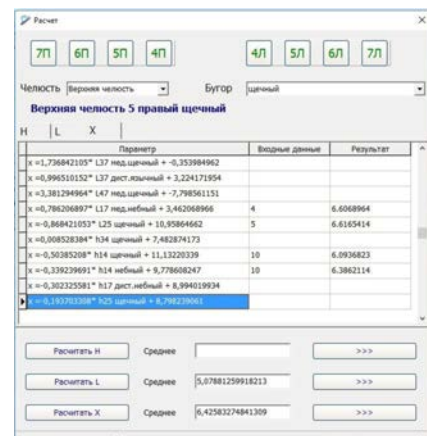 Расчет
7П 6П 5П 4П 4Л 5Л 6Л 7Л
Челюсть Верхняя челюсть Бугор щечный
Верхняя челюсть 5 правый щечный
H L X
Параметр Входные данные Результат
x =1,736842105* L37 мед.щечный + -0,353984962
x =0,996510152* L37 дист.язычный + 3,224171954
x =3,381294964* L47 мед.щечный + -7,798561151
x =0,786206897* L17 мед.небный + 3,462068966 4 6.6068964
x =-0,868421053* L25 щечный + 10,95864662 5 6.6165414
x =0,008528384* h34 щечный + 7,482874173
x =-0,50385208* h14 щечный + 11,13220339 10 6.0936823
x =-0,339239691* h14 небный + 9,778608247 10 6.3862114
x =-0,302325581* h17 дист.небный + 8,994019934
x =-0,193703308* h25 щечный + 8,798239061
Расчитать H Среднее >>>
Расчитать L Среднее 5,07881259918213 >>>
Расчитать X Среднее 6,42583274841309 >>>